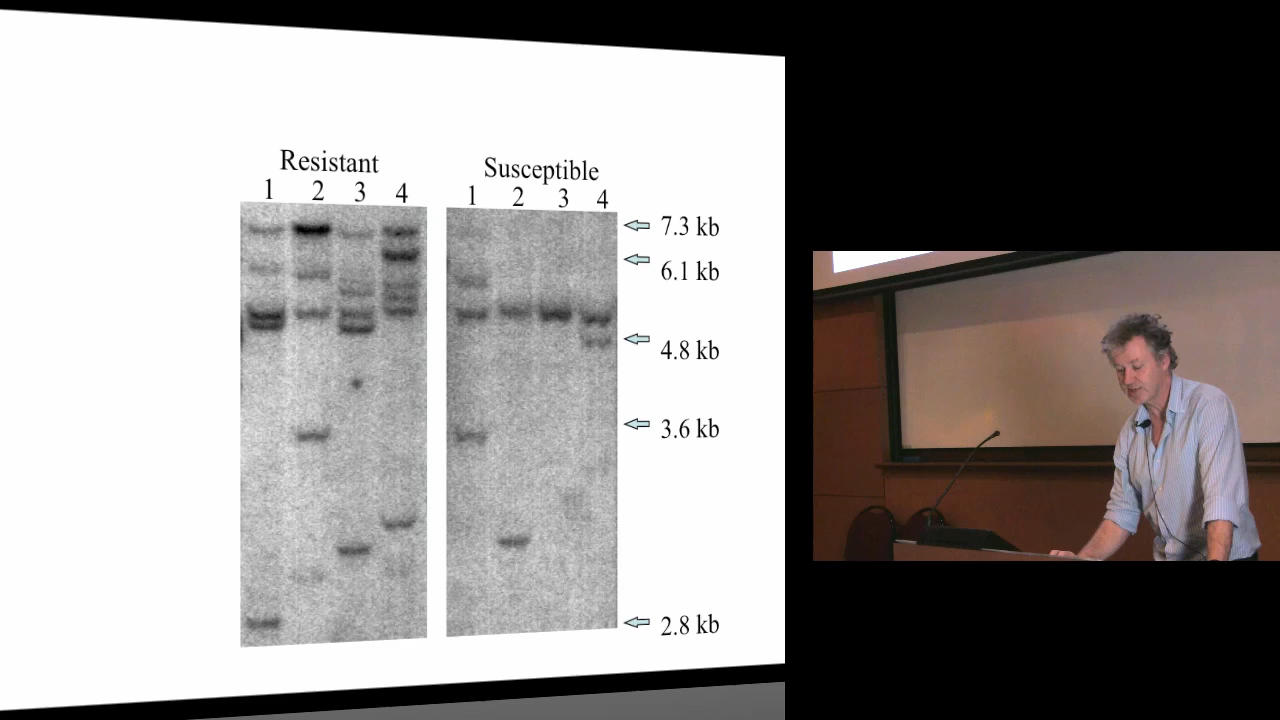 Resistant
1 2 3 4
Susceptible
1 2 3 4
7.3 kb
6.1 kb
4.8 kb
3.6 kb
2.8 kb